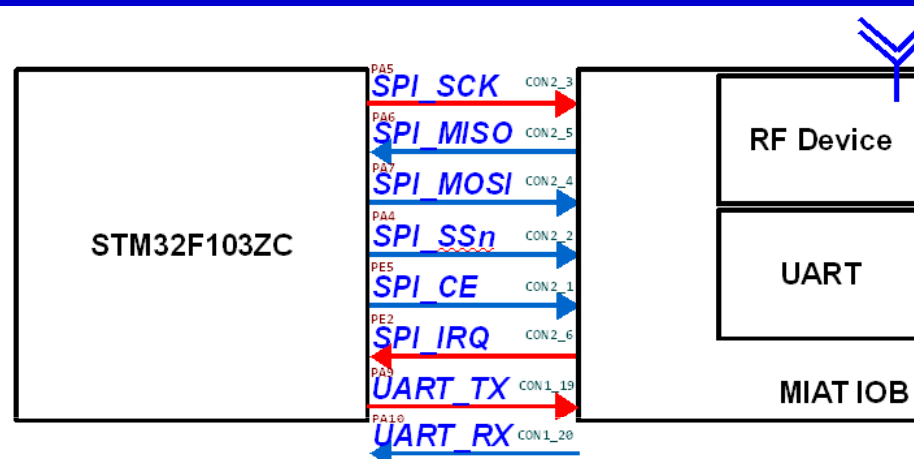 PA5
SPI_SCK CON2_3
PA6
SPI_MISO CON2_5
PA7
SPI_MOSI CON2_4
PA4
SPI_SSn CON2_2
PE5
SPI_CE CON2_1
PE2
SPI_IRQ CON2_6
PA9
UART_TX CON1_19
PA10
UART_RX CON1_20
STM32F103ZC
RF Device
UART
MIAT IOB